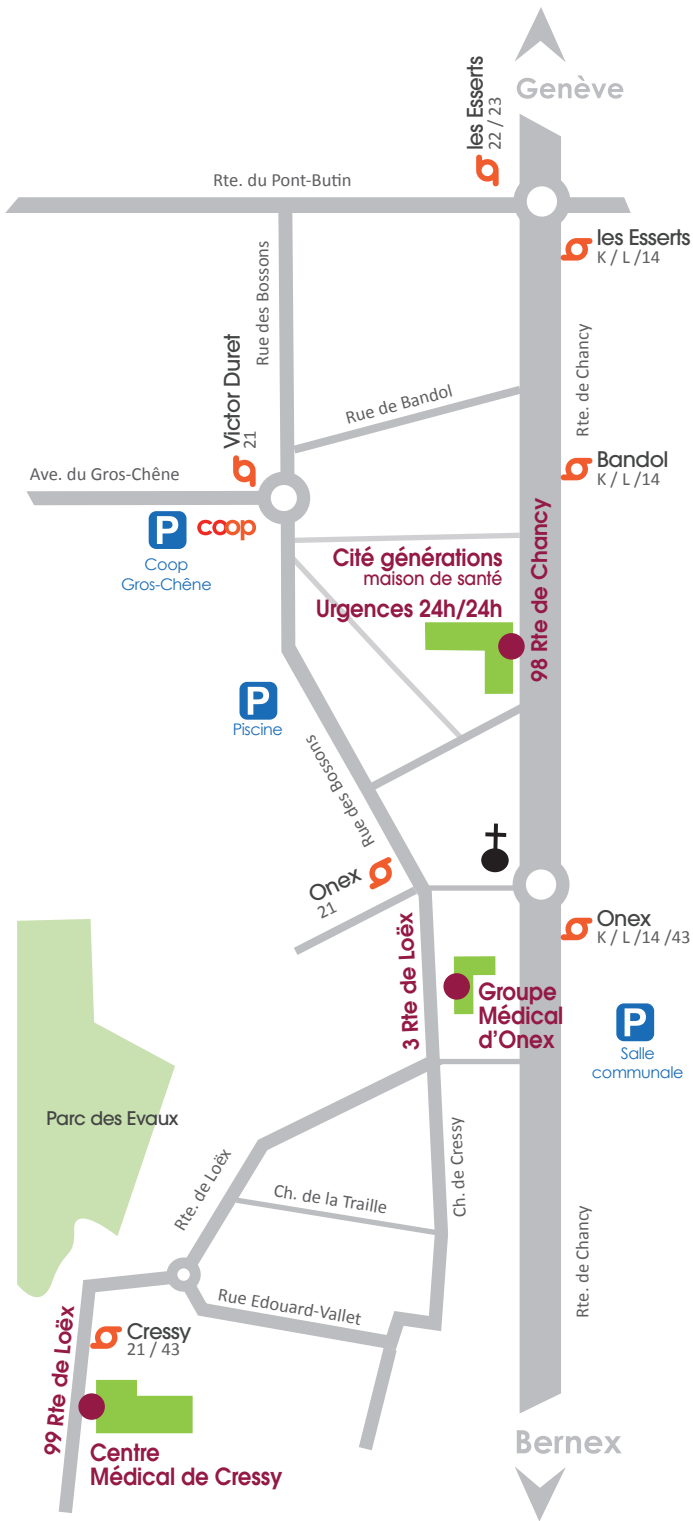 Genève
les Esserts
22 / 23
Rte. du Pont-Butin
les Esserts
K / L /14
Rue des Bossons
Rte. de Chancy
Victor Duret
21
Rue de Bandol
Ave. du Gros-Chêne
Bandol
K / L /14
P
coop
Coop
Gros-Chêne
Cité générations
maison de santé
Urgences 24h/24h
98 Rte de Chancy
P
Piscine
Rue des Bossons
Onex
21
Onex
K / L /14 /43
3 Rte de Loëx
Groupe
Médical
d'Onex
P
Salle
communale
Parc des Evaux
Rte. de Loëx
Ch. de la Traille
Ch. de Cressy
Rte. de Chancy
Rue Edouard-Vallet
99 Rte de Loëx
Cressy
21 / 43
Centre
Médical de Cressy
Bernex